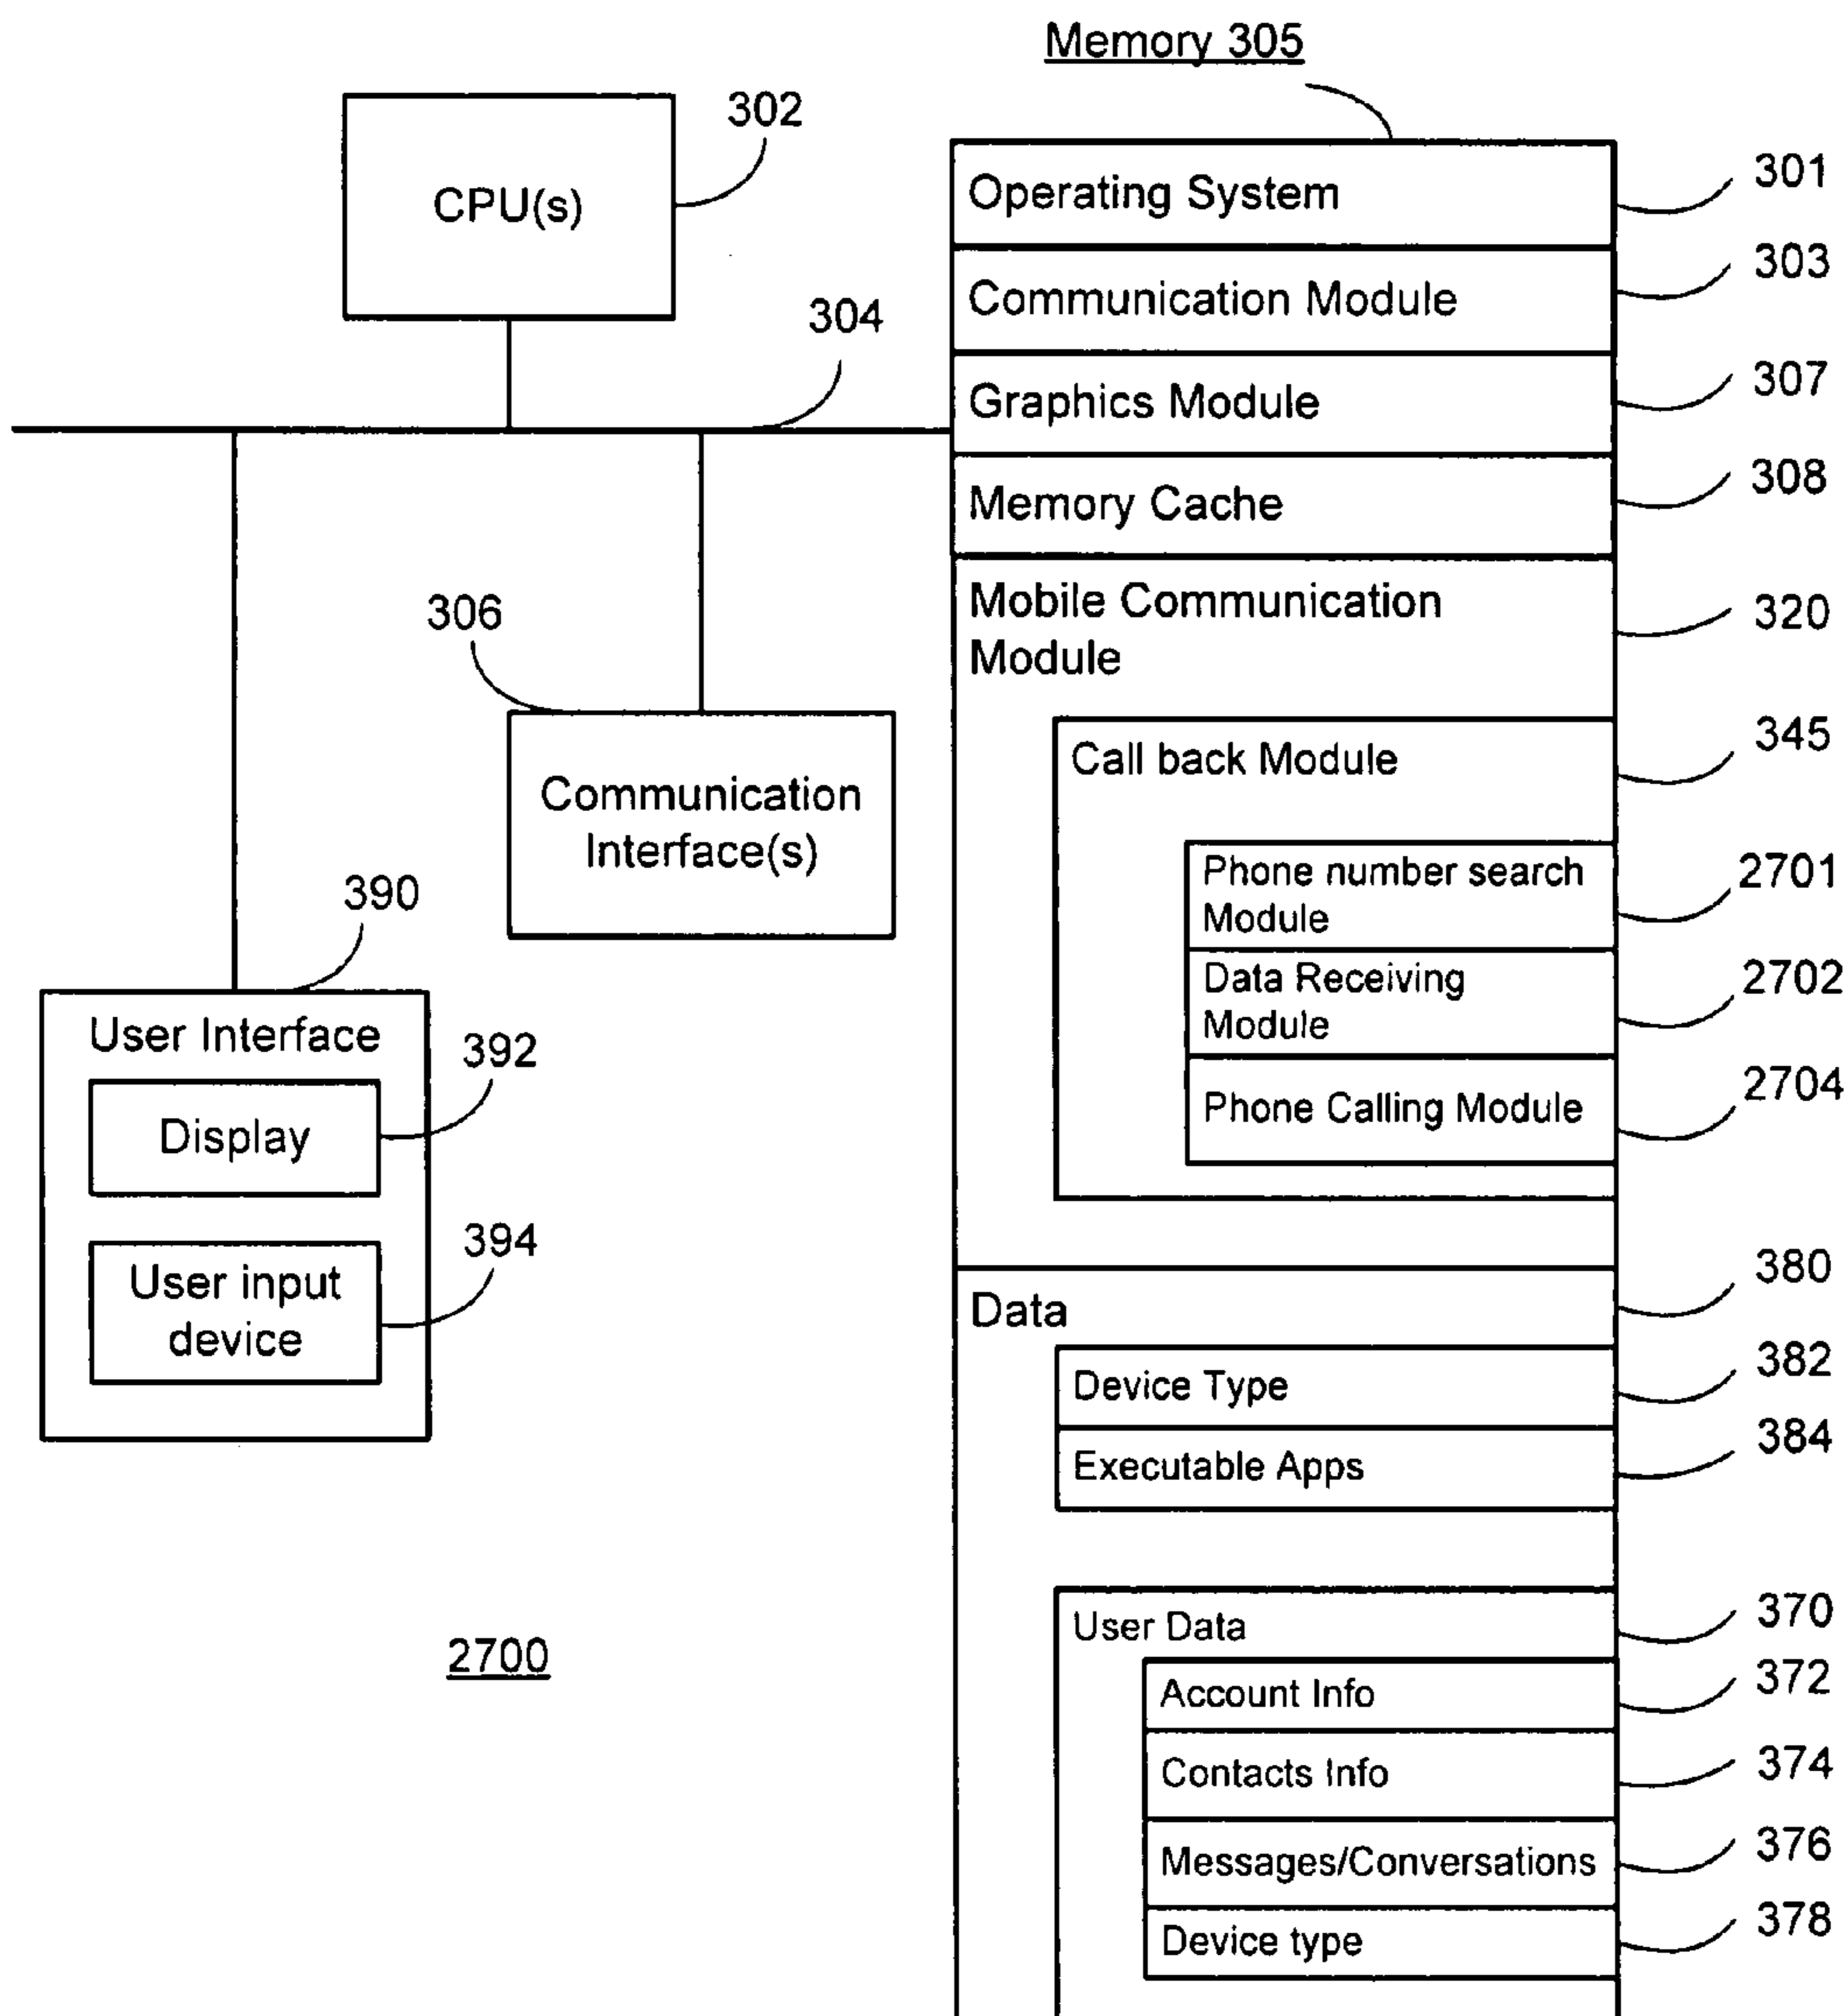 Memory 305
302
CPU(s)
304
306
Communication
Interface(s)
390
User Interface
392
Display
394
User input
device
2700
Operating System
301
Communication Module
303
Graphics Module
307
Memory Cache
308
Mobile Communication
Module
320
Call back Module
345
Phone number search
Module
2701
Data Receiving
Module
2702
Phone Calling Module
2704
Data
380
Device Type
382
Executable Apps
384
User Data
370
Account Info
372
Contacts Info
374
Messages/Conversations
376
Device type
378